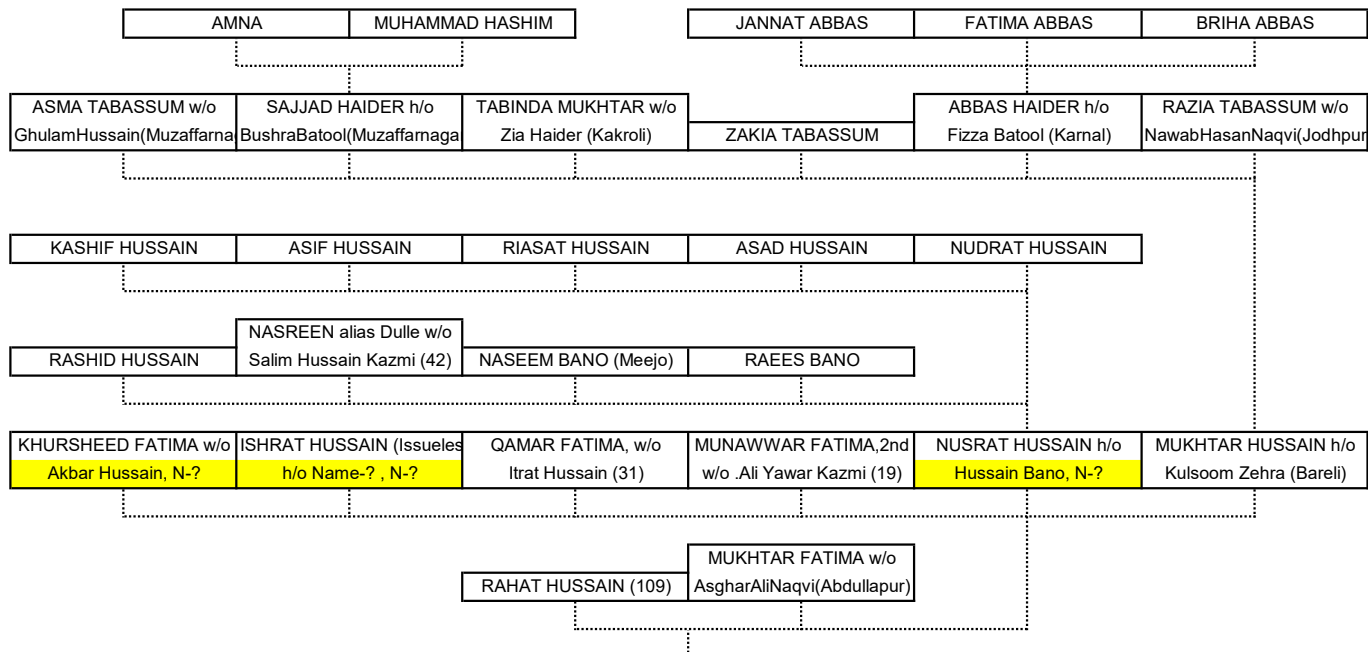 AMNA
MUHAMMAD HASHIM
JANNAT ABBAS
FATIMA ABBAS
BRIHA ABBAS
ASMA TABASSUM w/o
GhulamHussain(Muzaffarna
SAJJAD HAIDER h/o
BushraBatool(Muzaffarnaga
TABINDA MUKHTAR w/o
Zia Haider (Kakroli)
ZAKIA TABASSUM
ABBAS HAIDER h/o
Fizza Batool (Karnal)
RAZIA TABASSUM w/o
NawabHasanNaqvi(Jodhpur
KASHIF HUSSAIN
ASIF HUSSAIN
RIASAT HUSSAIN
ASAD HUSSAIN
NUDRAT HUSSAIN
RASHID HUSSAIN
NASREEN alias Dulle w/o
Salim Hussain Kazmi (42)
NASEEM BANO (Meejo)
RAEES BANO
KHURSHEED FATIMA w/o
Akbar Hussain, N-?
ISHRAT HUSSAIN (Issueles
h/o Name-? , N-?
QAMAR FATIMA, w/o
Itrat Hussain (31)
MUNAWWAR FATIMA,2nd
w/o .Ali Yawar Kazmi (19)
NUSRAT HUSSAIN h/o
Hussain Bano, N-?
MUKHTAR HUSSAIN h/o
Kulsoom Zehra (Bareli)
RAHAT HUSSAIN (109)
MUKHTAR FATIMA w/o
AsgharAliNaqvi(Abdullapur)